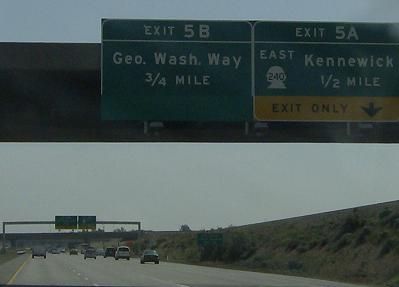 EXIT 5B
Geo. Wash. Way
3/4 MILE
EXIT 5A
EAST
240
Kennewick
1/2 MILE
EXIT ONLY